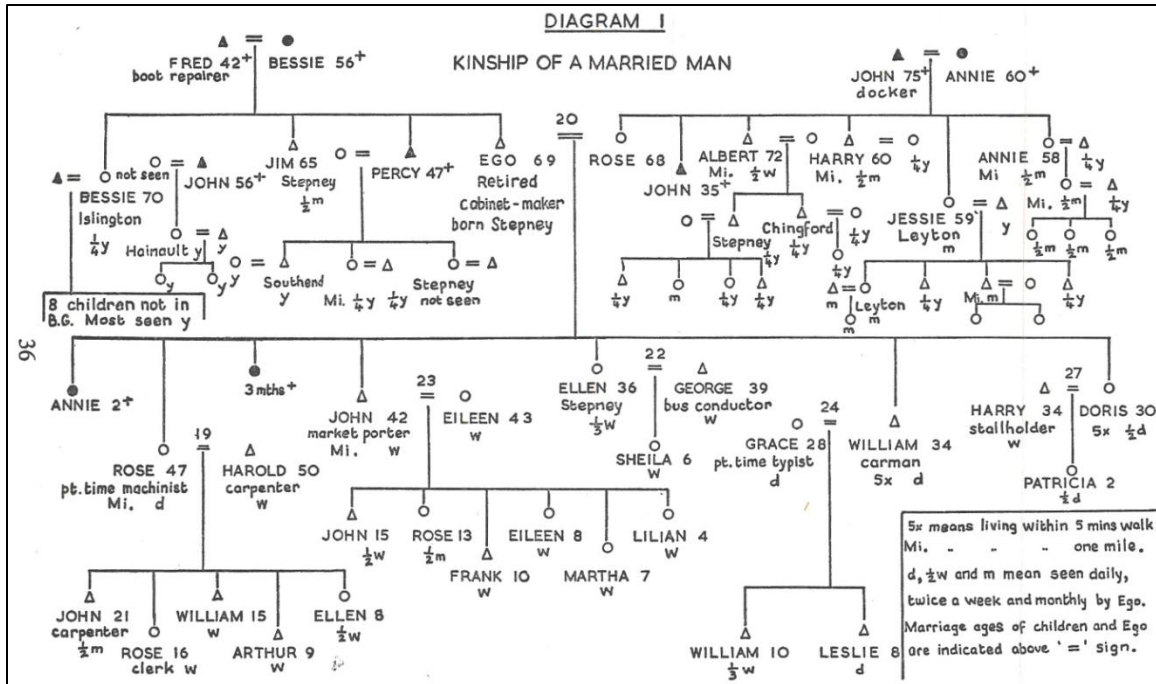 DIAGRAM I
KINSHIP OF A MARRIED MAN
FRED 42+
boot repairer
BESSIE 56+
JOHN 75+
docker
ANNIE 60+
20
not seen
BESSIE 70
Islington
1/4y
JOHN 56+
Hainault y
y
y
y
8 children not in
B.G. Most seen y
JIM 65
Stepney
1/2m
PERCY 47+
EGO 69
Retired
Cabinet-maker
born Stepney
y
Southend
y
Mi. 1/4y
1/4y
Stepney
not seen
ROSE 68
JOHN 35+
ALBERT 72
Mi. 1/2w
HARRY 60
Mi. 1/2m
1/4y
ANNIE 58
Mi 1/2m
1/4y
Mi. 1/2m
1/4y
1/2m
1/2m
1/2m
Stepney
1/4y
Chingford
1/4y
1/4y
1/4y
1/4y
m
1/4y
1/4y
JESSIE 59
Leyton
m
y
m
Leyton
m
m
1/4y
Mi. m
1/4y
36
ANNIE 2+
3 mths+
19
ROSE 47
pt. time machinist
Mi. d
HAROLD 50
carpenter
w
JOHN 42
market porter
Mi. w
23
EILEEN 43
w
ELLEN 36
Stepney
1/3w
22
GEORGE 39
bus conductor
w
SHEILA 6
w
GRACE 28
pt. time typist
d
24
WILLIAM 34
carman
5x d
HARRY 34
stallholder
w
27
DORIS 30
5x 1/2d
PATRICIA 2
1/2d
JOHN 21
carpenter
1/2m
ROSE 16
clerk w
WILLIAM 15
w
ARTHUR 9
w
ELLEN 8
1/2w
JOHN 15
1/2w
ROSE 13
1/2m
FRANK 10
w
EILEEN 8
w
MARTHA 7
w
LILIAN 4
w
WILLIAM 10
1/3w
LESLIE 8
d
5x means living within 5 mins walk
Mi. " " " one mile.
d, 1/2w and m mean seen daily,
twice a week and monthly by Ego.
Marriage ages of children and Ego
are indicated above '=' sign.